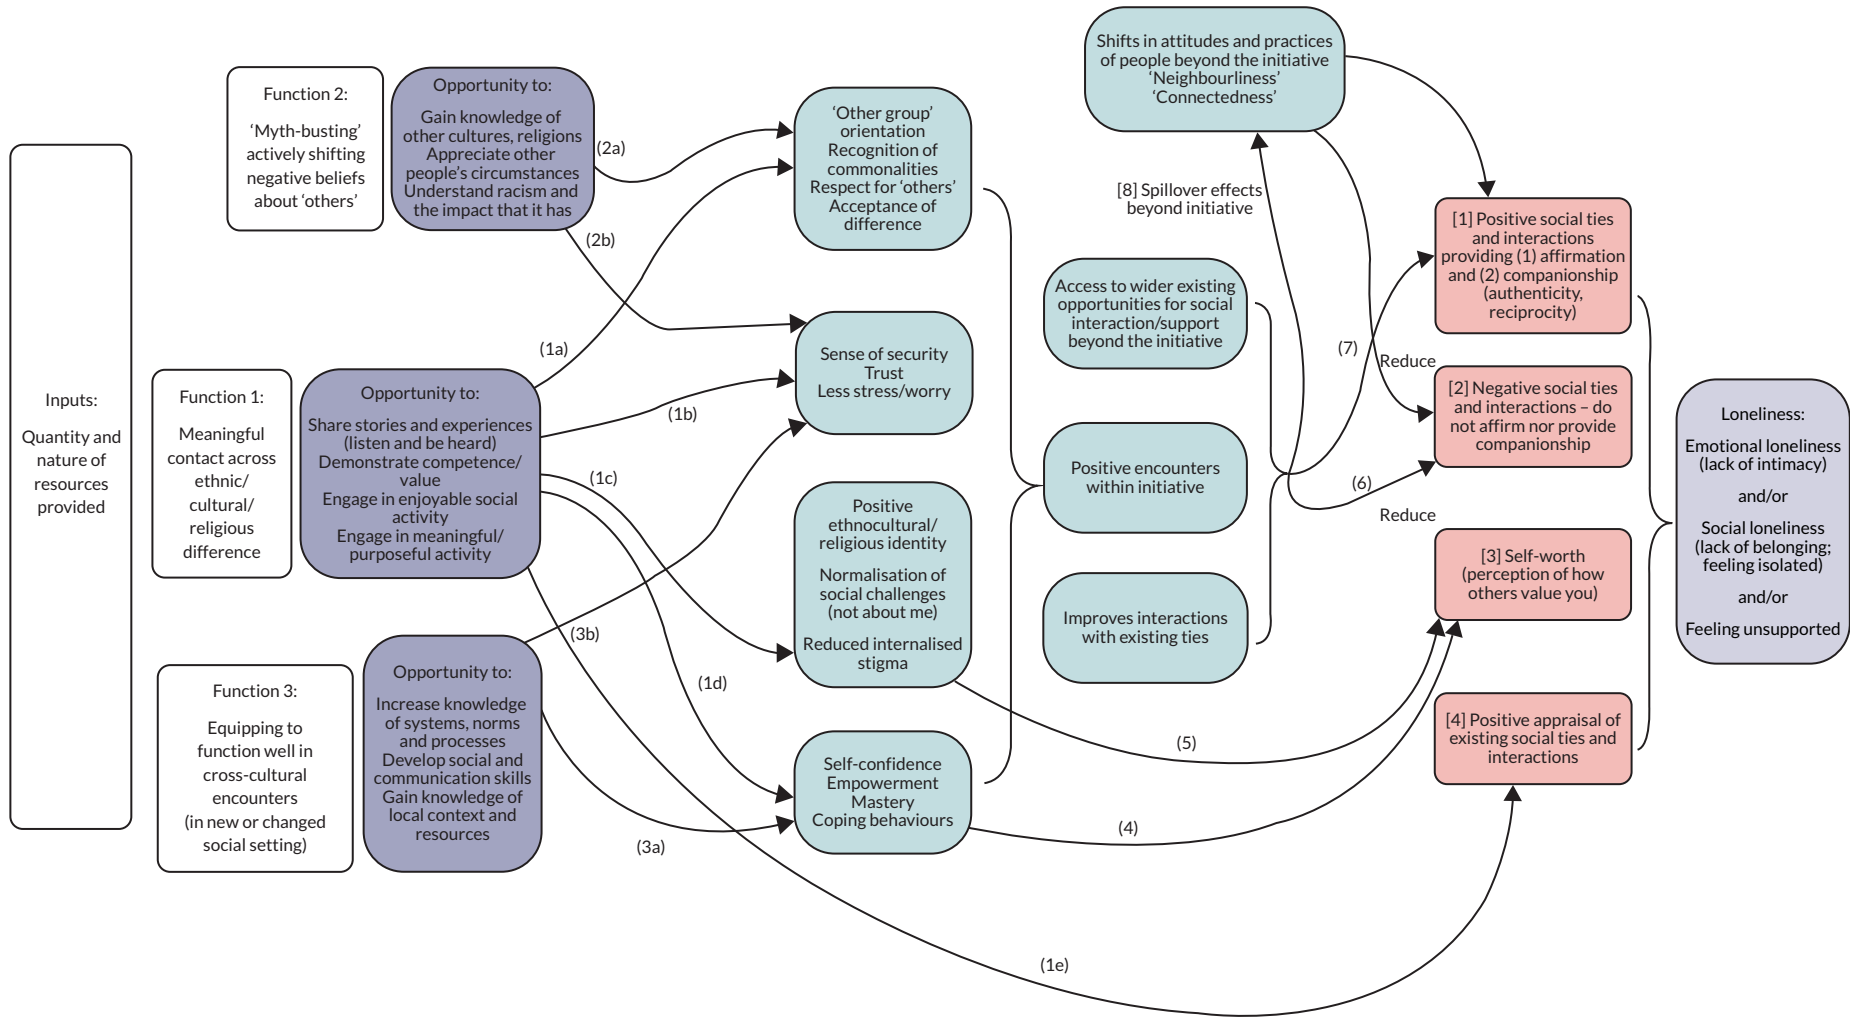 Inputs:
Quantity and
nature of
resources
provided
Function 2:
‘Myth-busting’
actively shifting
negative beliefs
about ‘others’
Opportunity to:
Gain knowledge of
other cultures, religions
Appreciate other
people’s circumstances
Understand racism and
the impact that it has
Function 1:
Meaningful
contact across
ethnic/
cultural/
religious
difference
Opportunity to:
Share stories and experiences
(listen and be heard)
Demonstrate competence/
value
Engage in enjoyable social
activity
Engage in meaningful/
purposeful activity
Function 3:
Equipping to
function well in
cross-cultural
encounters
(in new or changed
social setting)
Opportunity to:
Increase knowledge
of systems, norms
and processes
Develop social and
communication skills
Gain knowledge of
local context and
resources
(2a)
(2b)
(1a)
(1b)
(1c)
(3b)
(1d)
(3a)
(1e)
‘Other group’
orientation
Recognition of
commonalities
Respect for ‘others’
Acceptance of
difference
Sense of security
Trust
Less stress/worry
Positive
ethnocultural/
religious identity
Normalisation of
social challenges
(not about me)
Reduced internalised
stigma
Self-confidence
Empowerment
Mastery
Coping behaviours
Shifts in attitudes and practices
of people beyond the initiative
‘Neighbourliness’
‘Connectedness’
[8] Spillover effects
beyond initiative
Access to wider existing
opportunities for social
interaction/support
beyond the initiative
Positive encounters
within initiative
Improves interactions
with existing ties
(7)
Reduce
(6)
Reduce
(5)
(4)
[1] Positive social ties
and interactions
providing (1) affirmation
and (2) companionship
(authenticity,
reciprocity)
[2] Negative social ties
and interactions – do
not affirm nor provide
companionship
[3] Self-worth
(perception of how
others value you)
[4] Positive appraisal of
existing social ties and
interactions
Loneliness:
Emotional loneliness
(lack of intimacy)
and/or
Social loneliness
(lack of belonging;
feeling isolated)
and/or
Feeling unsupported